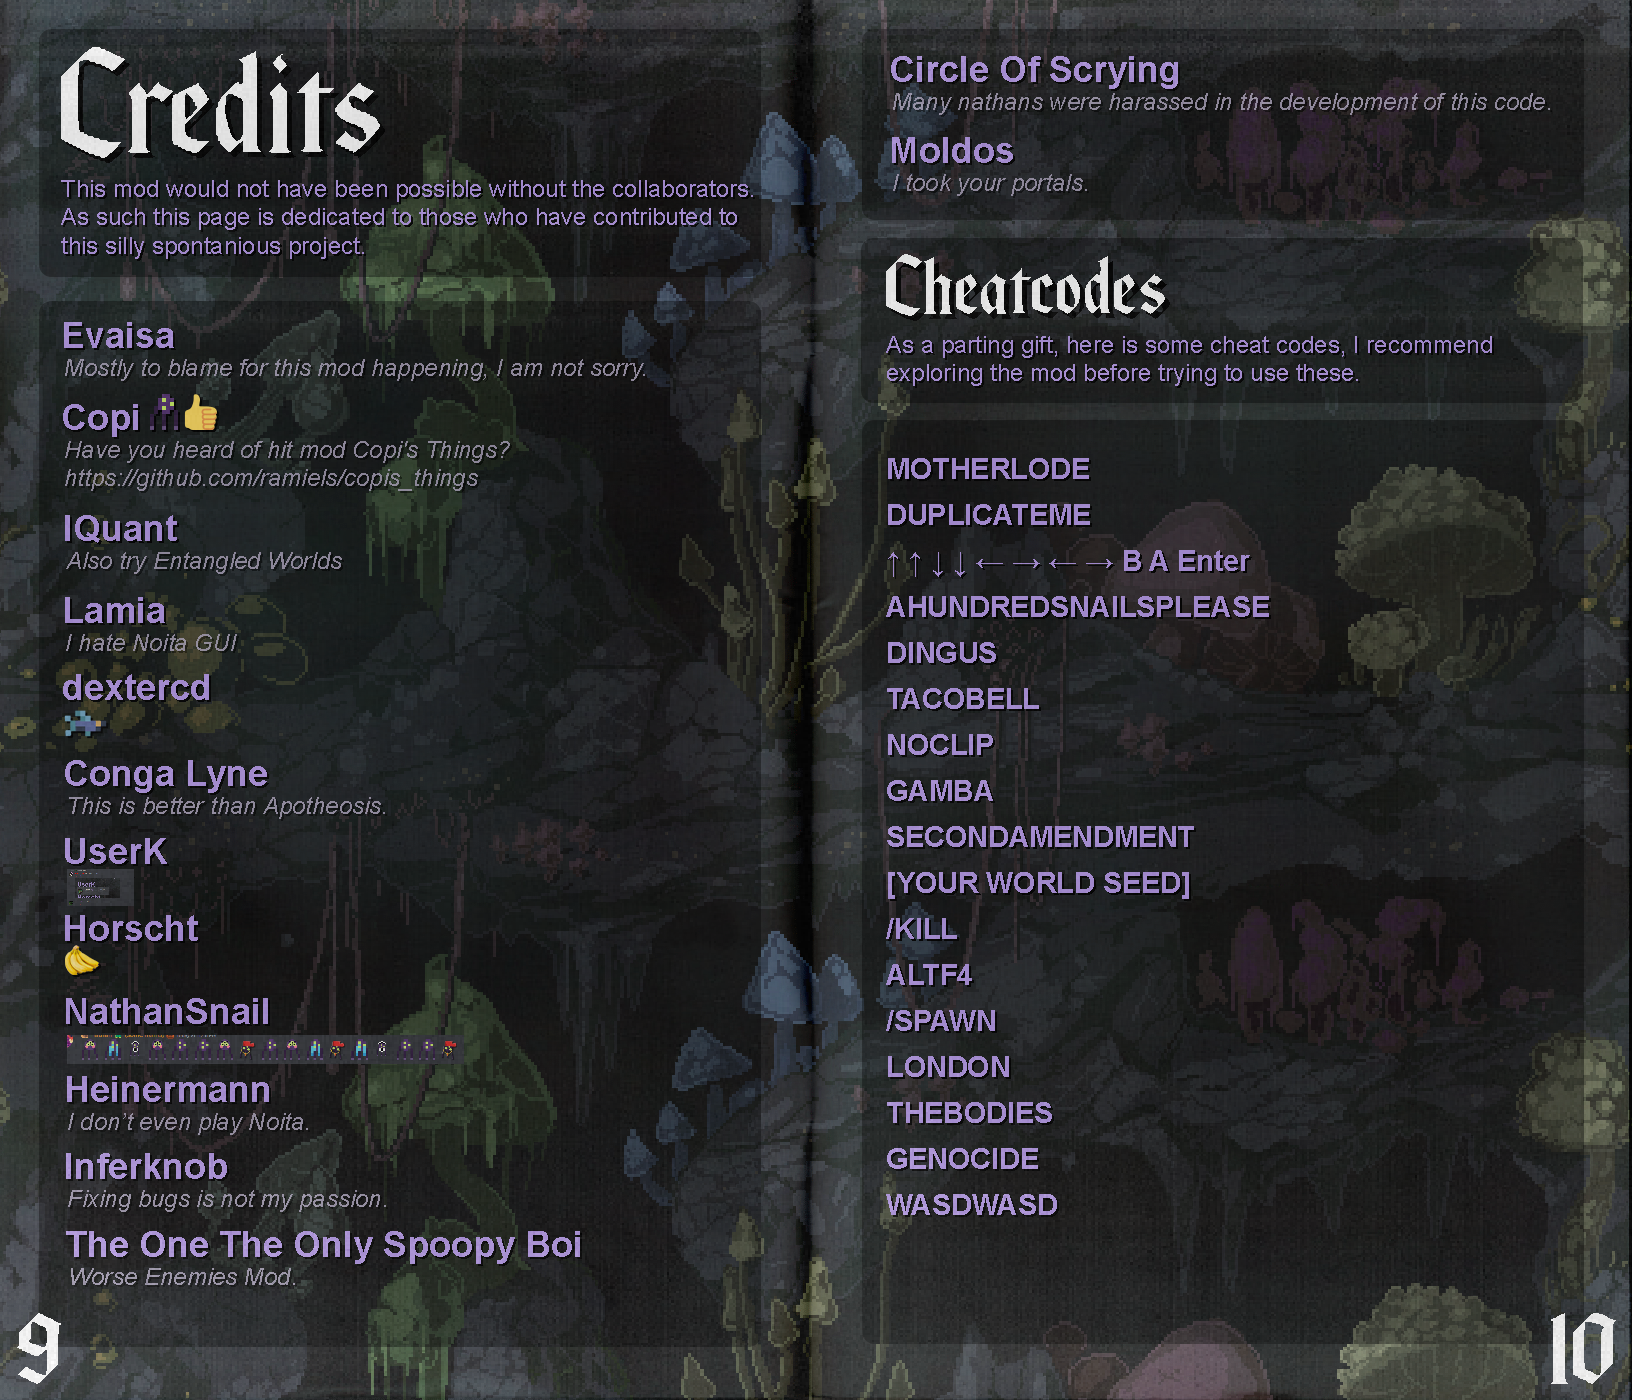 Credits
This mod would not have been possible without the collaborators.
As such this page is dedicated to those who have contributed to
this silly spontanious project.
Evaisa
Mostly to blame for this mod happening, I am not sorry.
Copi
Have you heard of hit mod Copi's Things?
https://github.com/ramiels/copis_things
IQuant
Also try Entangled Worlds
Lamia
I hate Noita GUI
dextercd
Conga Lyne
This is better than Apotheosis.
UserK
Horscht
NathanSnail
Heinermann
I don't even play Noita.
Inferknob
Fixing bugs is not my passion.
The One The Only Spoopy Boi
Worse Enemies Mod.
9
Circle Of Scrying
Many nathans were harassed in the development of this code.
Moldos
I took your portals.
Cheatcodes
As a parting gift, here is some cheat codes, I recommend
exploring the mod before trying to use these.
MOTHERLODE
DUPLICATEME
↑ ↑ ↓ ↓ ← → ← → B A Enter
AHUNDREDSNAILSPLEASE
DINGUS
TACOBELL
NOCLIP
GAMBA
SECONDAMENDMENT
[YOUR WORLD SEED]
/KILL
ALTF4
/SPAWN
LONDON
THEBODIES
GENOCIDE
WASDWASD
10